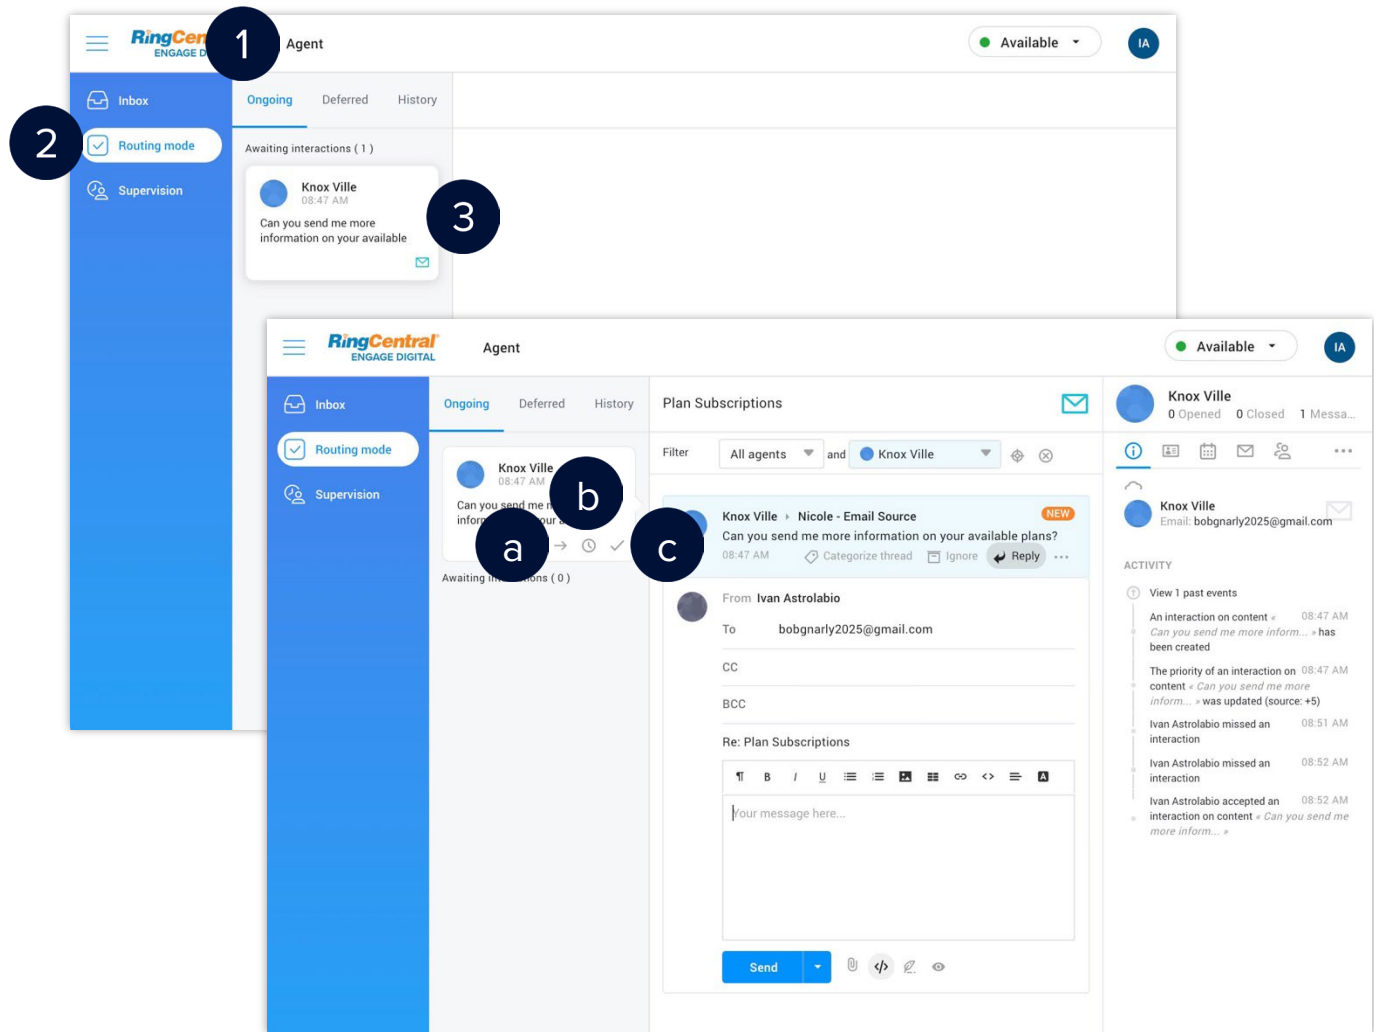 RingCen
ENGAGE D
1
Agent
Available
IA
2
Inbox
Routing mode
Supervision
Ongoing Deferred History
Awaiting interactions ( 1 )
Knox Ville
08:47 AM
Can you send me more
information on your available
3
RingCentral
ENGAGE DIGITAL
Agent
Available
IA
Inbox
Routing mode
Supervision
Ongoing Deferred History
Knox Ville
08:47 AM
Can you send me
a
b
c
Awaiting ( 0 )
Plan Subscriptions
Filter All agents and Knox Ville
Knox Ville Nicole - Email Source NEW
Can you send me more information on your available plans?
08:47 AM Categorize thread Ignore Reply
From Ivan Astrolabio
To bobgnarly2025@gmail.com
CC
BCC
Re: Plan Subscriptions
¶ B I U A
Your message here...
Send </>
Knox Ville
0 Opened 0 Closed 1 Messa...
Knox Ville
Email: bobgnarly2025@gmail.com
ACTIVITY
View 1 past events
An interaction on content « 08:47 AM
Can you send me more inform... » has
been created
The priority of an interaction on 08:47 AM
content « Can you send me more
inform... » was updated (source: +5)
Ivan Astrolabio missed an 08:51 AM
interaction
Ivan Astrolabio missed an 08:52 AM
interaction
Ivan Astrolabio accepted an 08:52 AM
interaction on content « Can you send me
more inform... »